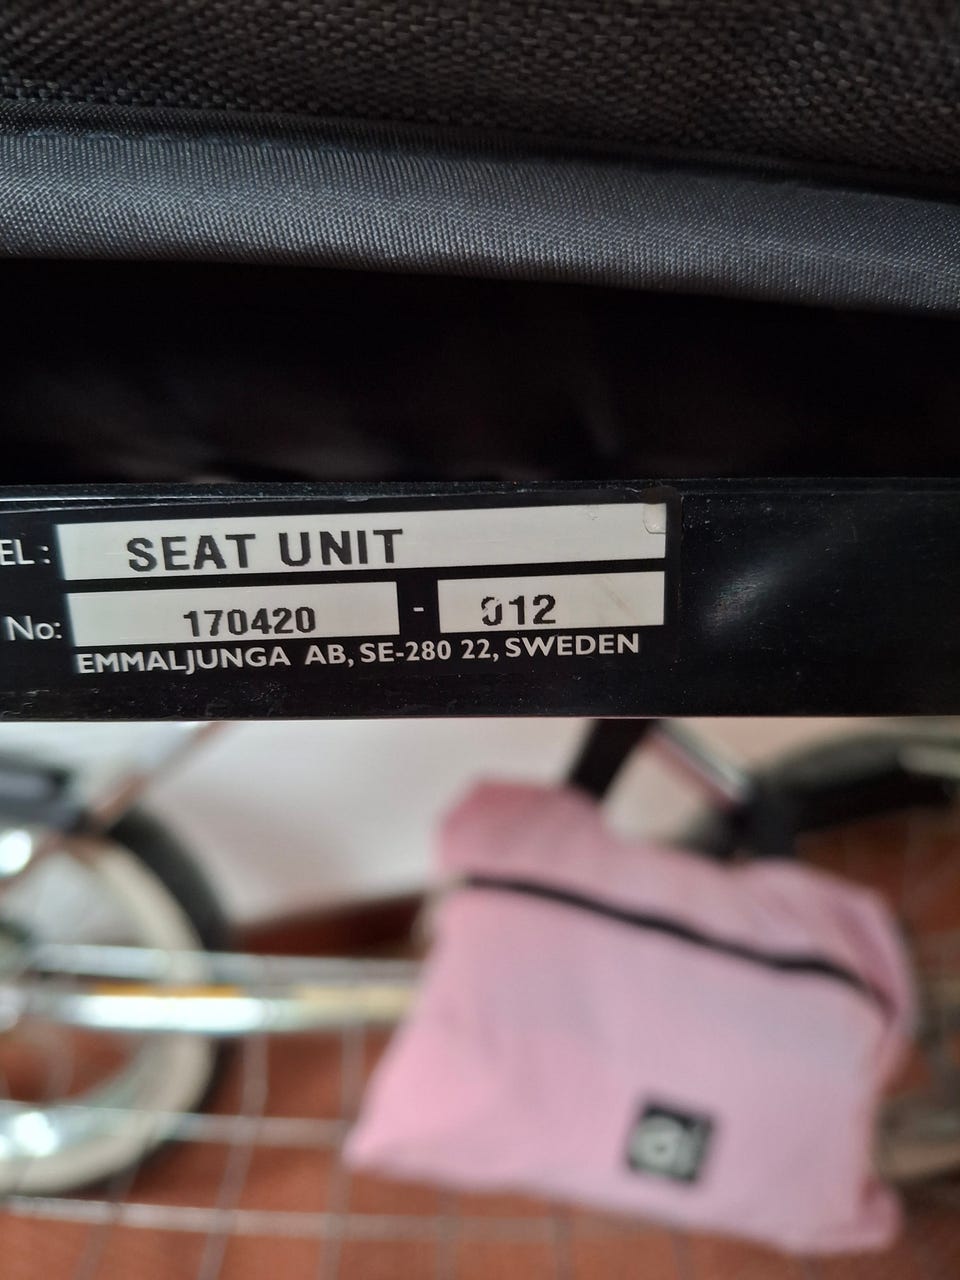 EL: SEAT UNIT
No: 170420 - 012
EMMALJUNGA AB, SE-280 22, SWEDEN